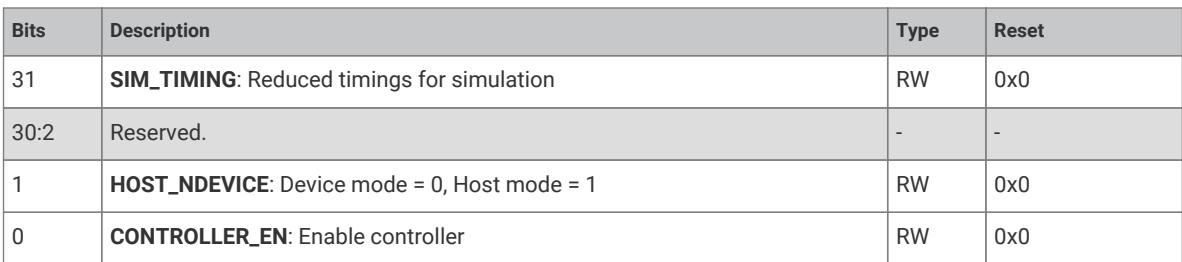 Bits Description Type Reset
31 SIM_TIMING: Reduced timings for simulation RW 0x0
30:2 Reserved. - -
1 HOST_NDEVICE: Device mode = 0, Host mode = 1 RW 0x0
0 CONTROLLER_EN: Enable controller RW 0x0